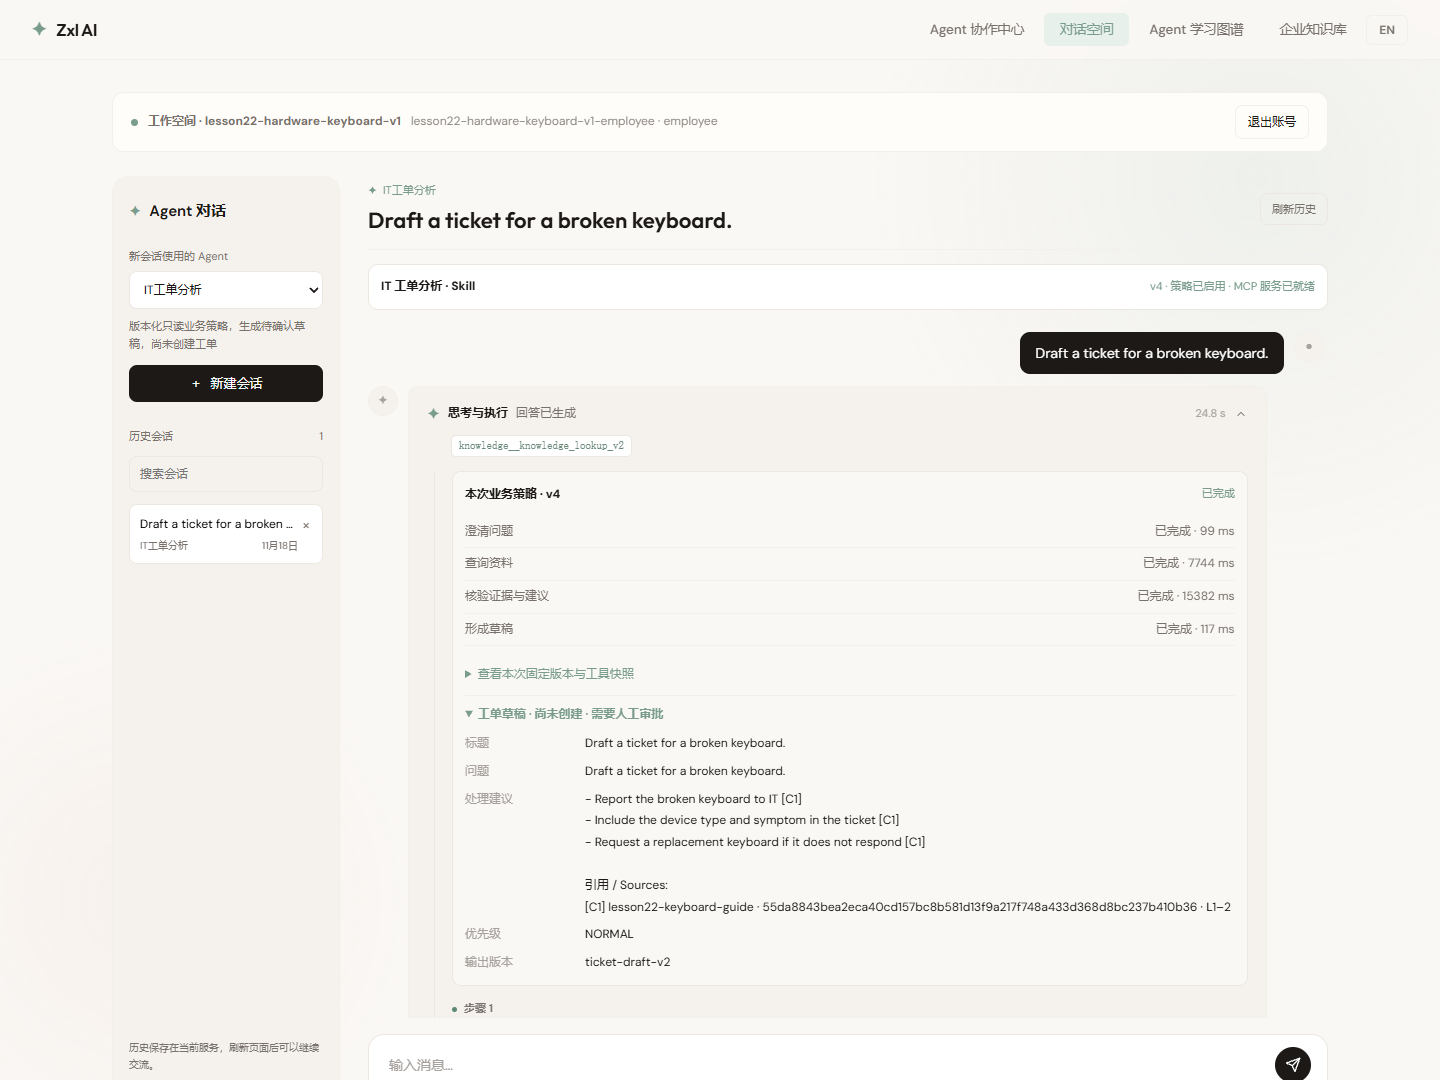 Zxl AI
Agent 协作中心
对话空间
Agent 学习图谱
企业知识库
EN
工作空间 · lesson22-hardware-keyboard-v1 lesson22-hardware-keyboard-v1-employee · employee
退出账号
Agent 对话
新会话使用的 Agent
IT工单分析
版本化只读业务策略，生成待确认草
稿，尚未创建工单
+ 新建会话
历史会话 1
搜索会话
Draft a ticket for a broken ... ×
IT工单分析 11月18日
历史保存在当前服务，刷新页面后可以继续
交流。
IT工单分析
Draft a ticket for a broken keyboard.
刷新历史
IT 工单分析 · Skill
v4 · 策略已启用 · MCP 服务已就绪
Draft a ticket for a broken keyboard.
思考与执行 回答已生成 24.8 s
knowledge__knowledge_lookup_v2
本次业务策略 · v4 已完成
澄清问题 已完成 · 99 ms
查询资料 已完成 · 7744 ms
核验证据与建议 已完成 · 15382 ms
形成草稿 已完成 · 117 ms
查看本次固定版本与工具快照
工单草稿 · 尚未创建 · 需要人工审批
标题 Draft a ticket for a broken keyboard.
问题 Draft a ticket for a broken keyboard.
处理建议 - Report the broken keyboard to IT [C1]
- Include the device type and symptom in the ticket [C1]
- Request a replacement keyboard if it does not respond [C1]
引用 / Sources:
[C1] lesson22-keyboard-guide · 55da8843bea2eca40cd157bc8b581d13f9a217f748a433d368d8bc237b410b36 · L1–2
优先级 NORMAL
输出版本 ticket-draft-v2
步骤 1
输入消息...